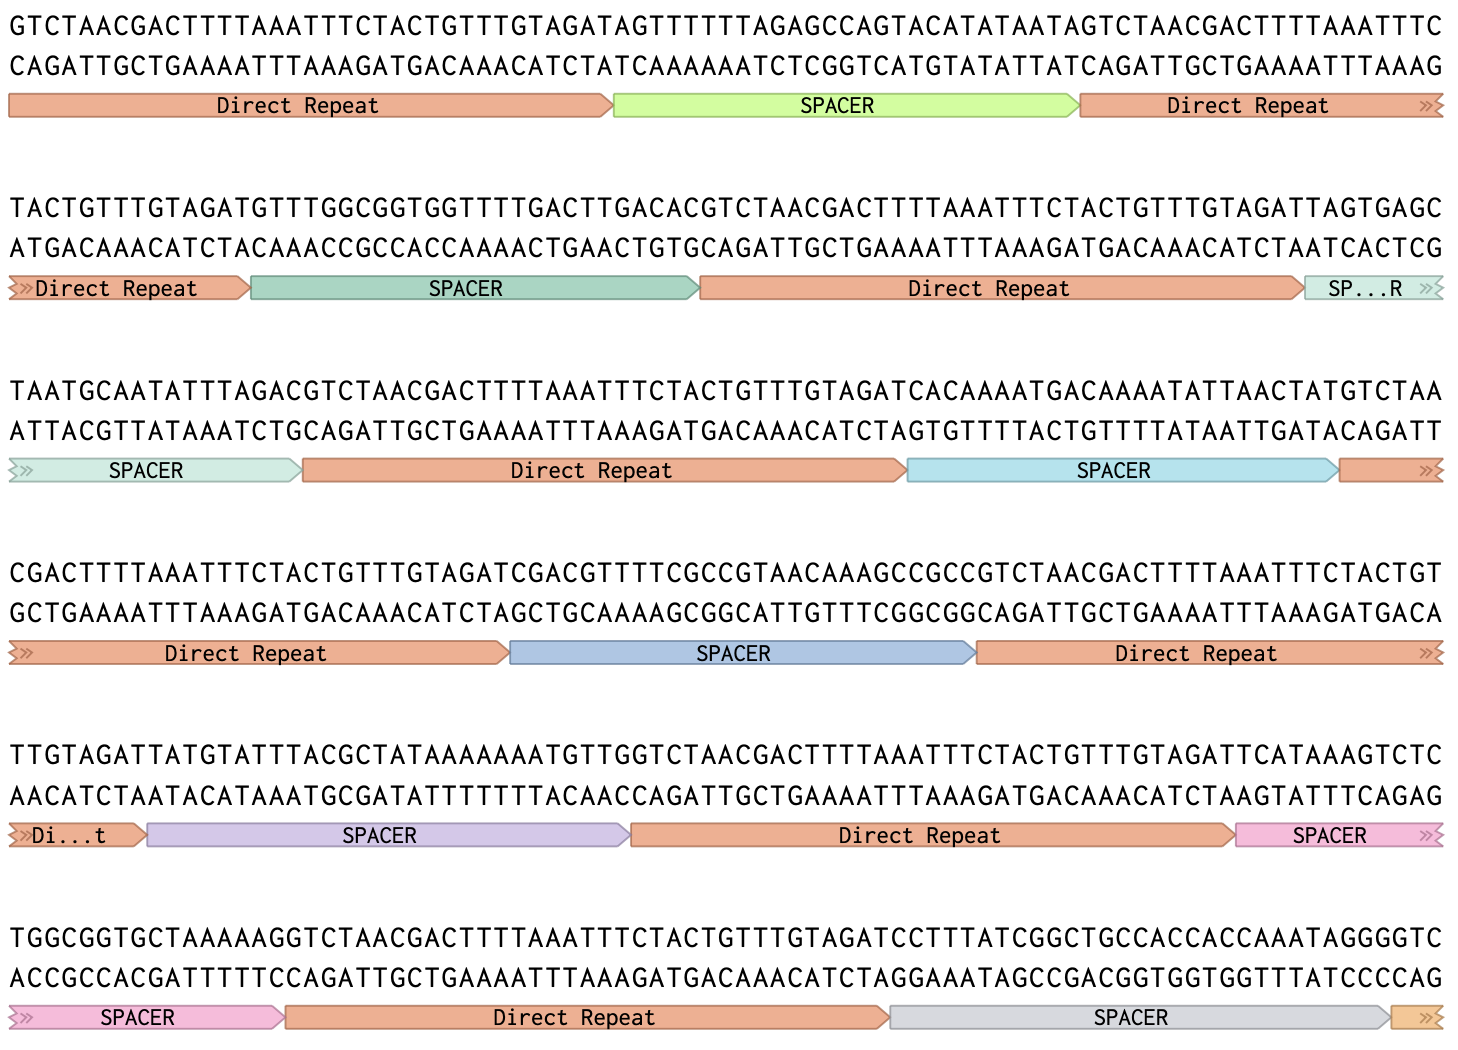 GTCTAACGACTTTTAAATTTCTACTGTTTGTAGATAGTTTTTTAGAGCCAGTACATATAATAGTCTAACGACTTTTAAATTTC
CAGATTGCTGAAAATTTAAAGATGACAAACATCTATCAAAAAATCTCGGTCATGTATATTATCAGATTGCTGAAAATTTAAAG
Direct Repeat SPACER Direct Repeat
TACTGTTTGTAGATGTTTGGCGGTGGTTTTGACTTGACACGTCTAACGACTTTTAAATTTCTACTGTTTGTAGATTAGTGAGC
ATGACAAACATCTACAAACCGCCACCAAAACTGAACTGTGCAGATTGCTGAAAATTTAAAGATGACAAACATCTAATCACTCG
Direct Repeat SPACER Direct Repeat SP...R
TAATGCAATATTTAGACGTCTAACGACTTTTAAATTTCTACTGTTTGTAGATCACAAAATGACAAAATATTAACTATGTCTAA
ATTACGTTATAAATCTGCAGATTGCTGAAAATTTAAAGATGACAAACATCTAGTGTTTTACTGTTTTATAATTGATACAGATT
SPACER Direct Repeat SPACER
CGACTTTTAAATTTCTACTGTTTGTAGATCGACGTTTTCGCCGTAACAAAGCCGCCGTCTAACGACTTTTAAATTTCTACTGT
GCTGAAAATTTAAAGATGACAAACATCTAGCTGCAAAAGCGGCATTGTTTCGGCGGCAGATTGCTGAAAATTTAAAGATGACA
Direct Repeat SPACER Direct Repeat
TTGTAGATTATGTATTTACGCTATAAAAAAATGTTGGTCTAACGACTTTTAAATTTCTACTGTTTGTAGATTCATAAAGTCTC
AACATCTAATACATAAATGCGATATTTTTTTACAACCAGATTGCTGAAAATTTAAAGATGACAAACATCTAAGTATTTCAGAG
Di...t SPACER Direct Repeat SPACER
TGGCGGTGCTAAAAAGGTCTAACGACTTTTAAATTTCTACTGTTTGTAGATCCTTTATCGGCTGCCACCACCAAATAGGGGTC
ACCGCCACGATTTTTCCAGATTGCTGAAAATTTAAAGATGACAAACATCTAGGAAATAGCCGACGGTGGTGGTTTATCCCCAG
SPACER Direct Repeat SPACER